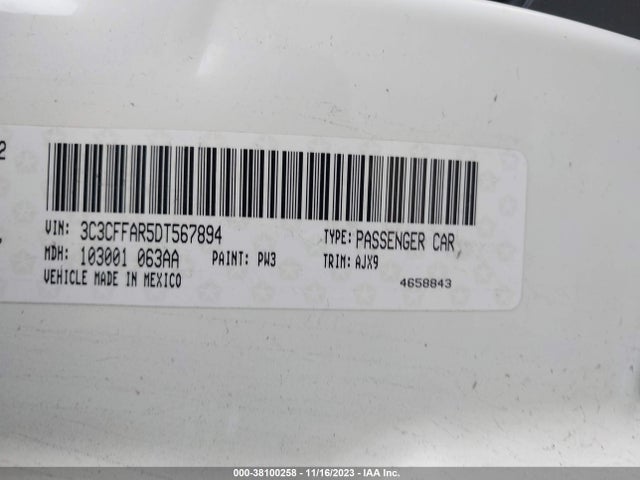 2
VIN: 3C3CFFAR5DT567894 TYPE: PASSENGER CAR
MDH: 103001 063AA PAINT: PW3 TRIM: AJX9
VEHICLE MADE IN MEXICO 4658843
000-38100258 - 11/16/2023 - IAA Inc.